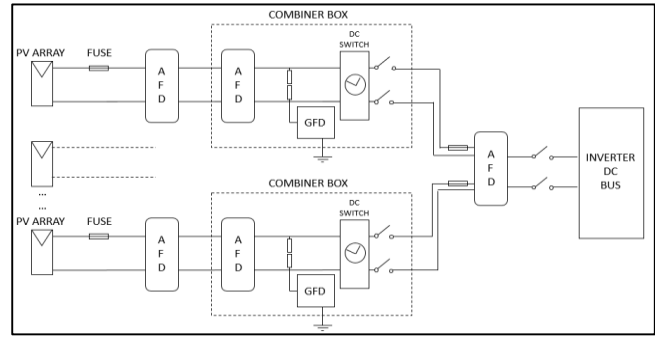 COMBINER BOX
PV ARRAY
FUSE
DC
SWITCH
A
F
D
A
F
D
GFD
...
...
A
F
D
INVERTER
DC
BUS
COMBINER BOX
PV ARRAY
FUSE
DC
SWITCH
A
F
D
A
F
D
GFD